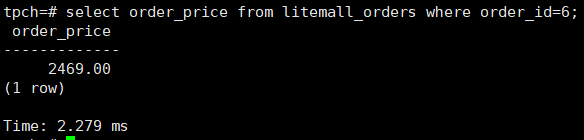 tpch=# select order_price from litemall_orders where order_id=6;
order_price
-------------
2469.00
(1 row)
Time: 2.279 ms